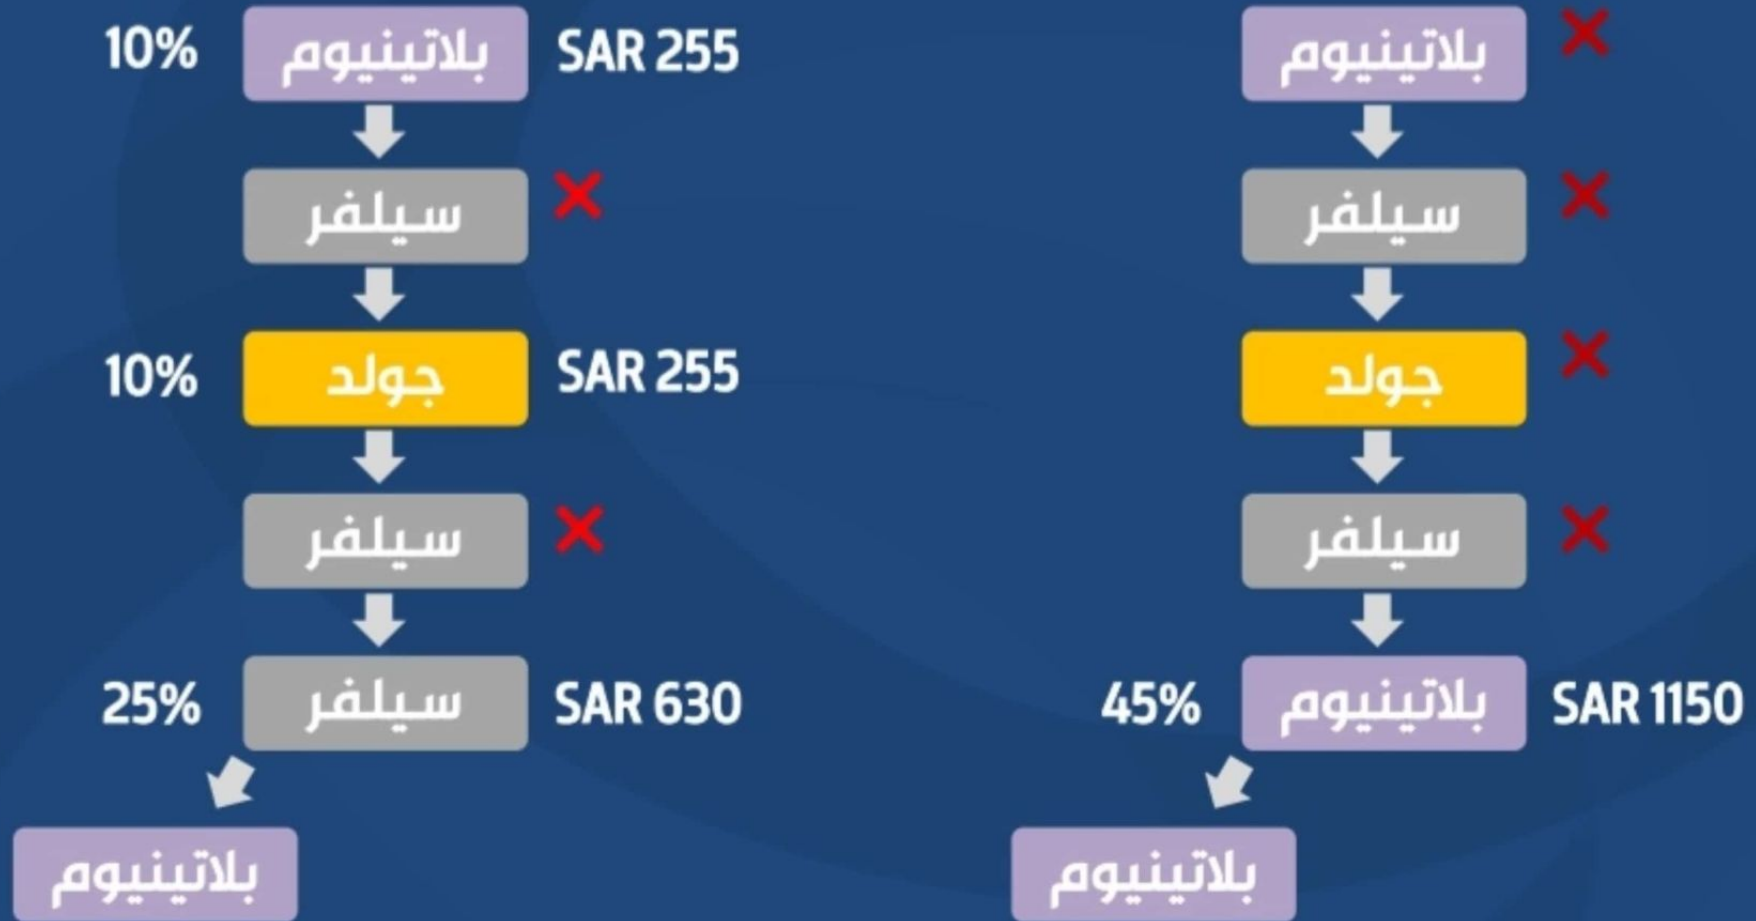 10% بلاتينيوم SAR 255
سيلفر
10% جولد SAR 255
سيلفر
25% سيلفر SAR 630
بلاتينيوم
بلاتينيوم
سيلفر
جولد
سيلفر
45% بلاتينيوم SAR 1150
بلاتينيوم